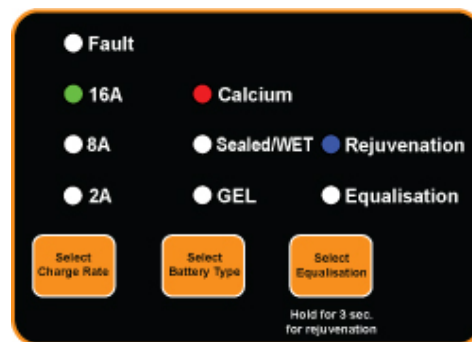 Fault
16A
Calcium
8A
Sealed/WET
Rejuvenation
2A
GEL
Equalisation
Select
Charge Rate
Select
Battery Type
Select
Equalisation
Hold for 3 sec.
for rejuvenation